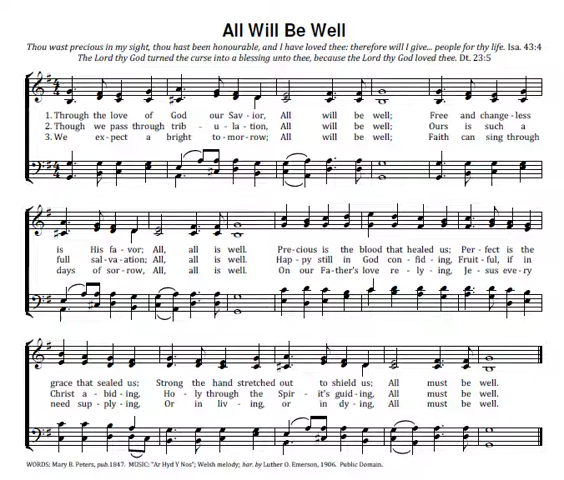 All Will Be Well
Thou wast precious in my sight, thou hast been honourable, and I have loved thee: therefore will I give... people for thy life. Isa. 43:4
The Lord thy God turned the curse into a blessing unto thee, because the Lord thy God loved thee. Dt. 23:5
1. Through the love of God our Sav - ior, All will be well; Free and change - less
2. Though we pass through trib - u - la - tion, All will be well; Ours is such a
3. We ex - pect a bright to - mor - row; All will be well; Faith can sing through
is His fa - vor; All, all is well. Pre - cious is the blood that healed us; Per - fect is the
full sal - va - tion; All, all is well. Hap - py still in God con - fid - ing, Fruit - ful, if in
days of sor - row, All, all is well. On our Fa - ther's love re - ly - ing, Je - sus eve - ry
grace that sealed us; Strong the hand stretched out to shield us; All must be well.
Christ a - bid - ing, Ho - ly through the Spir - it's guid - ing, All must be well.
need sup - ply - ing, Or in liv - ing, or in dy - ing, All must be well.
WORDS: Mary B. Peters, pub.1847. MUSIC: "Ar Hyd Y Nos"; Welsh melody; har. by Luther O. Emerson, 1906. Public Domain.